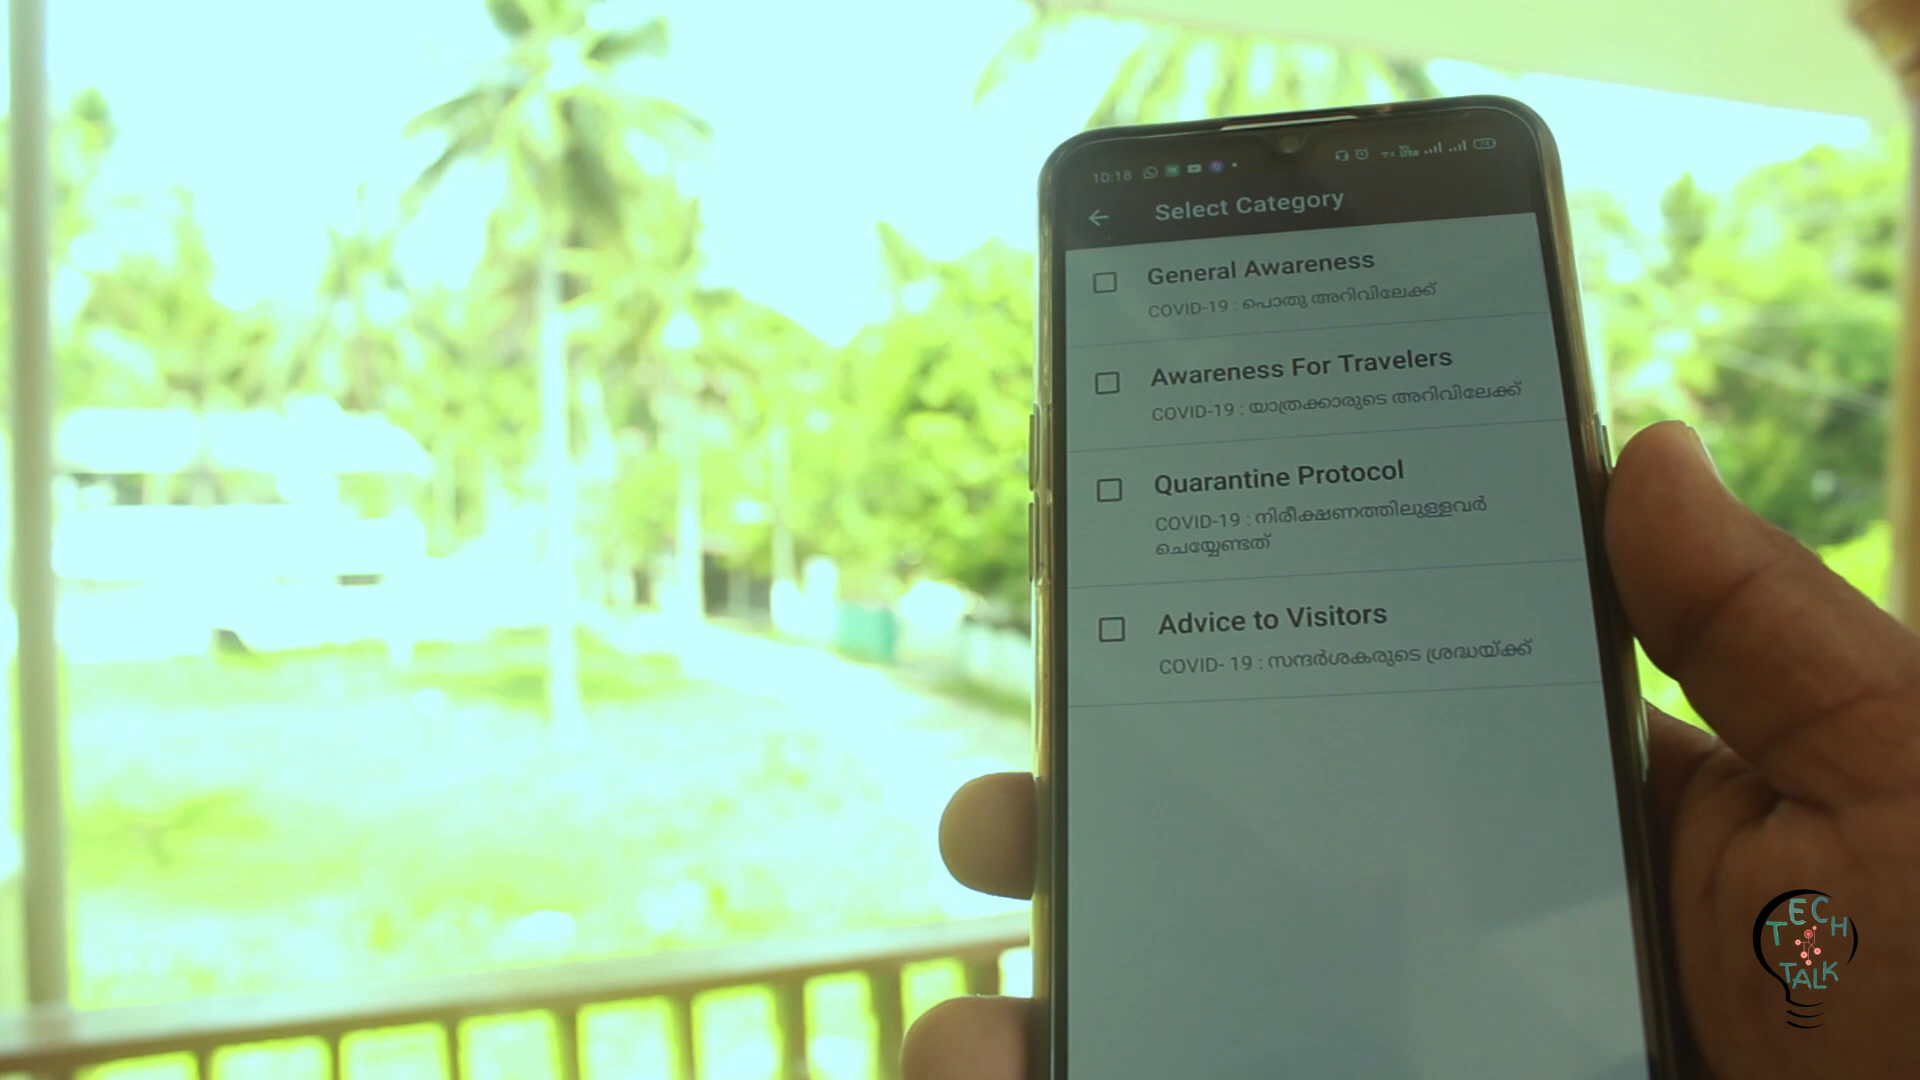 10:18
Select Category
General Awareness
COVID-19 : പൊതു അറിവിലേക്ക്
Awareness For Travelers
COVID-19 : യാത്രക്കാരുടെ അറിവിലേക്ക്
Quarantine Protocol
COVID-19 : നിരീക്ഷണത്തിലുള്ളവർ
ചെയ്യേണ്ടത്
Advice to Visitors
COVID- 19 : സന്ദർശകരുടെ ശ്രദ്ധയ്ക്ക്
TECH
TALK